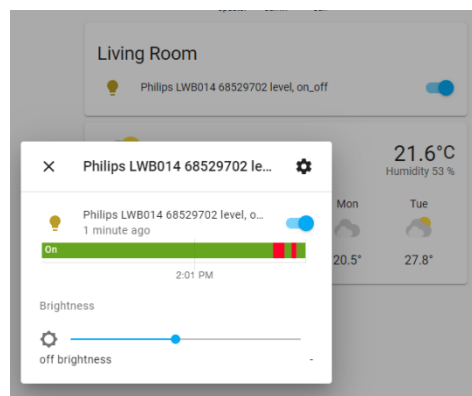 Living Room
Philips LWB014 68529702 level, on_off
21.6°C
Humidity 53 %
Mon
Tue
20.5°
27.8°
Philips LWB014 68529702 le...
Philips LWB014 68529702 level, o...
1 minute ago
On
2:01 PM
Brightness
off brightness
-